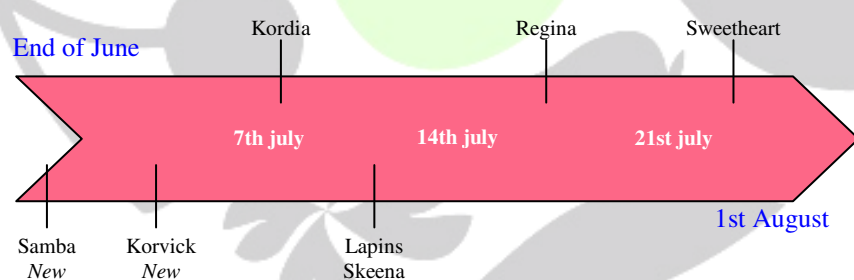 Kordia
Regina
Sweetheart
End of June
7th july
14th july
21st july
1st August
Samba
New
Korvick
New
Lapins
Skeena